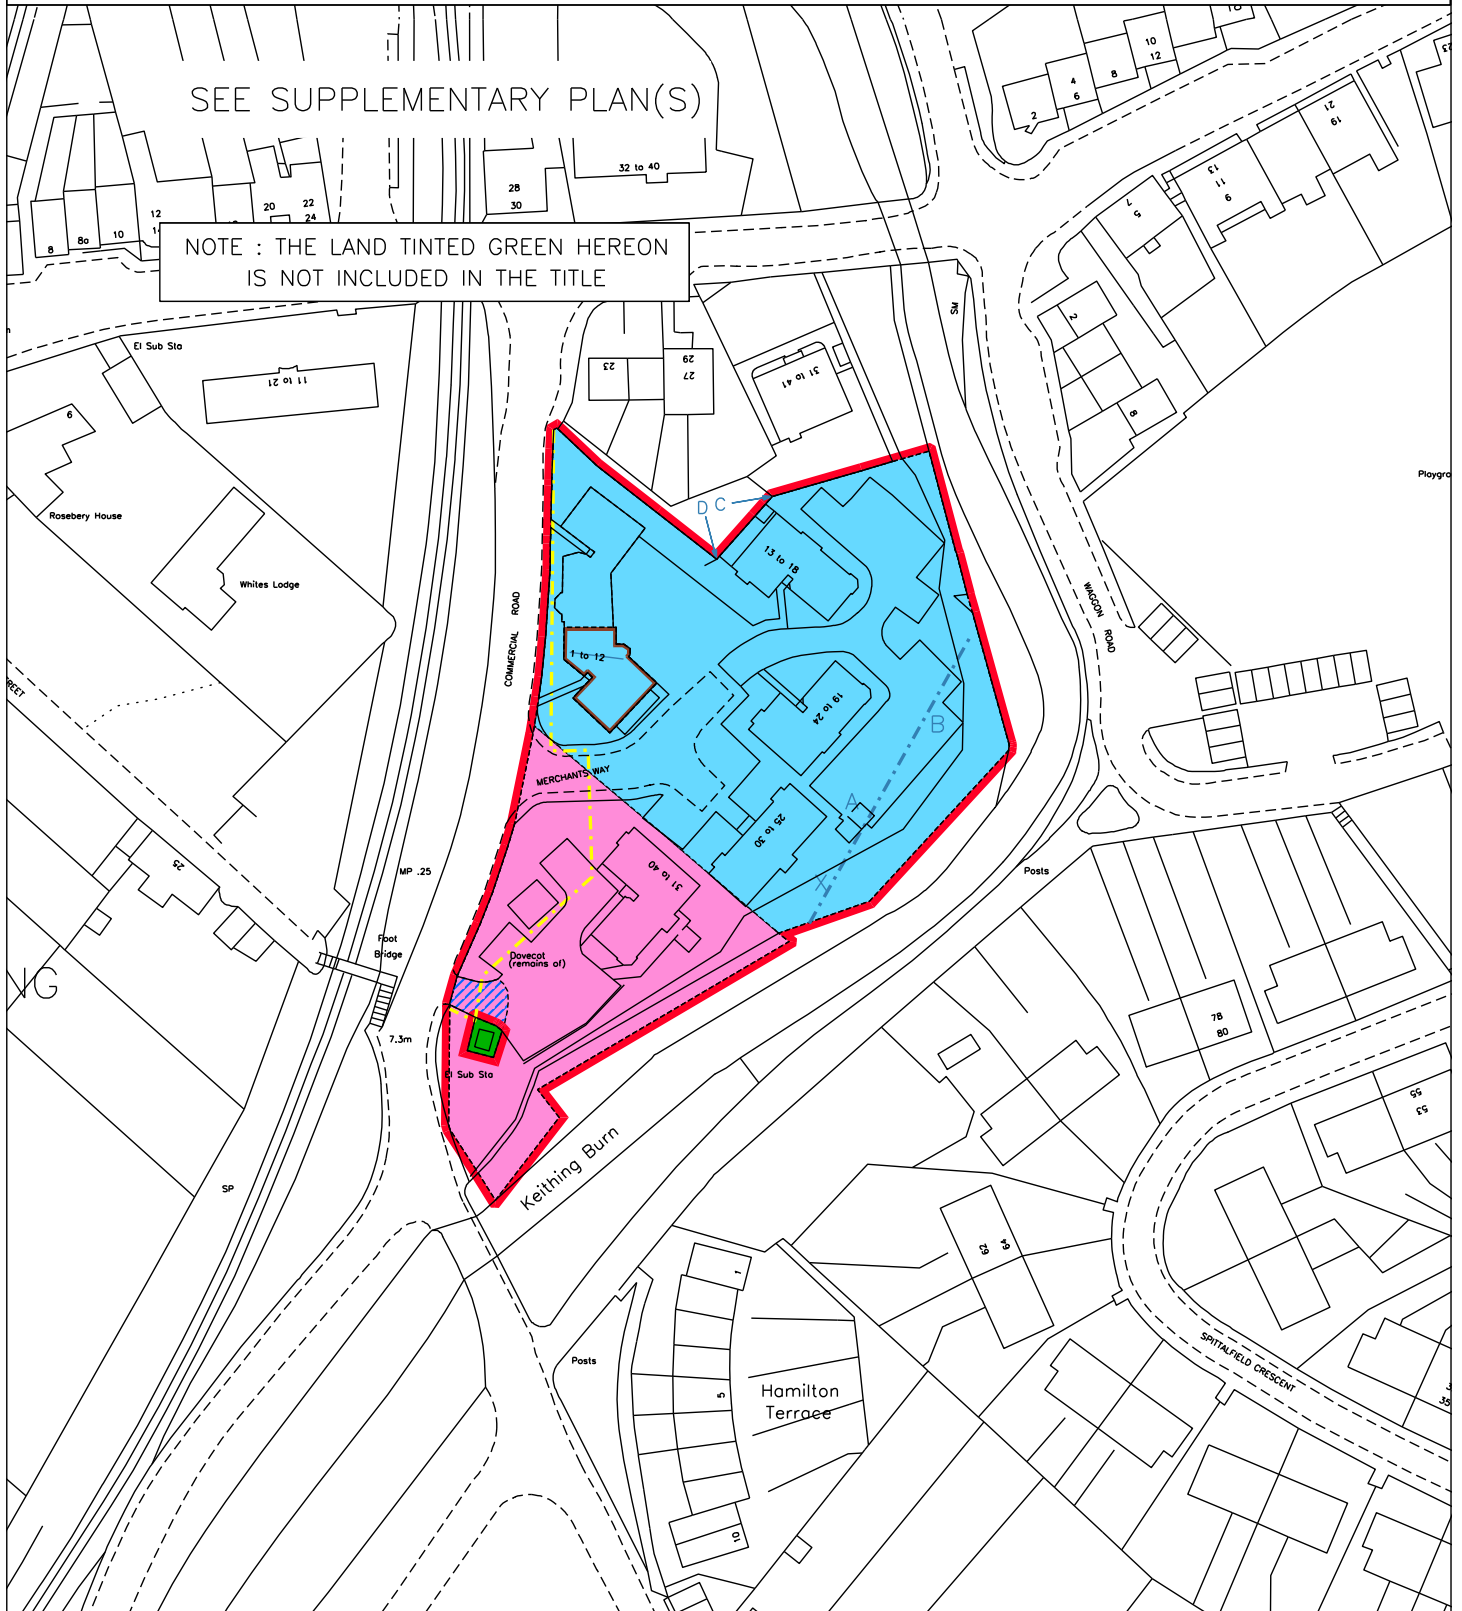 SEE SUPPLEMENTARY PLAN(S)
NOTE : THE LAND TINTED GREEN HEREON
IS NOT INCLUDED IN THE TITLE
10
12
4
6
8
2
21
19
13
11
9
7
5
32 to 40
28
30
20
22
24
12
8
8a
10
El Sub Sta
11 to 21
6
23
29
27
31 to 41
SM
2
8
Playgro
Rosebery House
Whites Lodge
COMMERCIAL ROAD
WAGGON ROAD
D C
13 to 18
1 to 12
19 to 24
B
A
MERCHANTS WAY
25 to 30
31 to 40
X
25
MP .25
Posts
Foot
Bridge
Dovecot
(remains of)
NG
7.3m
El Sub Sta
78
80
55
53
SP
Keithing Burn
62
64
1
SPITTALFIELD CRESCENT
Posts
5
Hamilton
Terrace
35
10